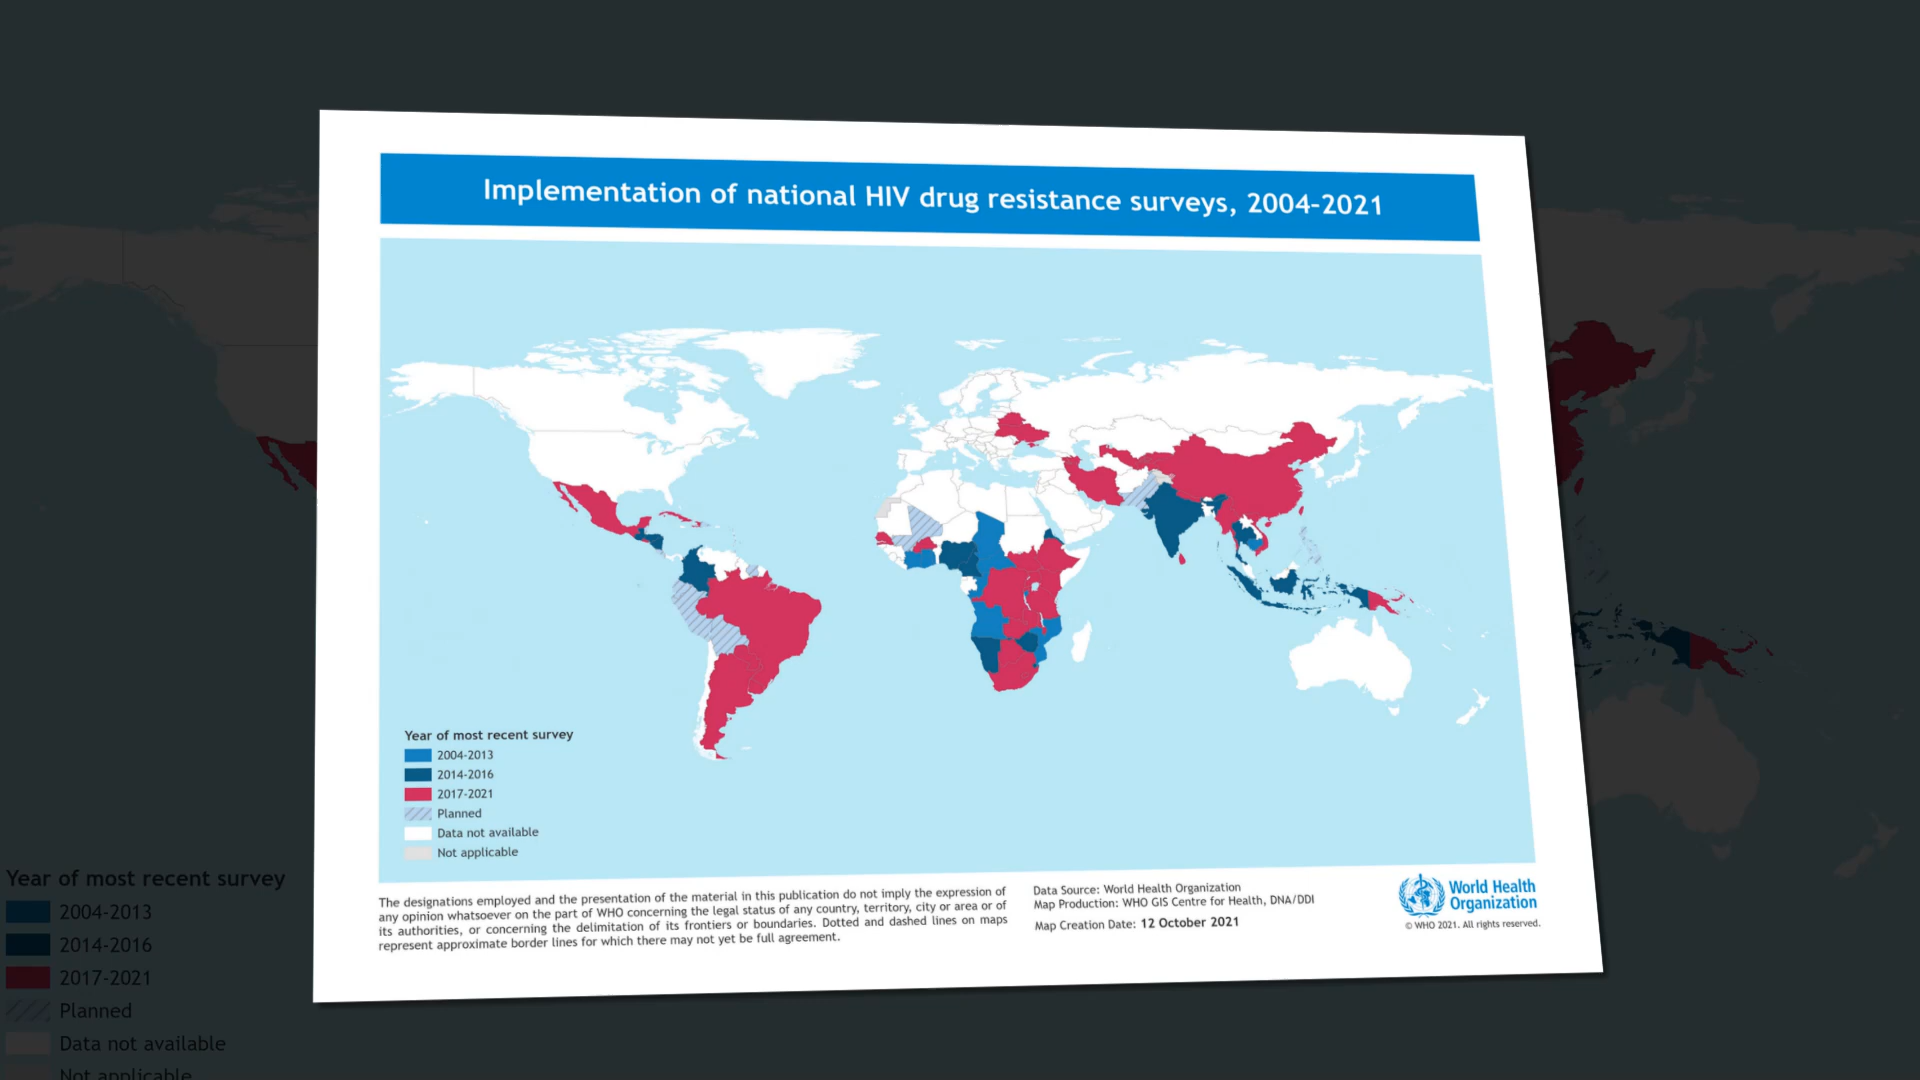 Implementation of national HIV drug resistance surveys, 2004-2021
Year of most recent survey
2004-2013
2014-2016
2017-2021
Planned
Data not available
Not applicable
The designations employed and the presentation of the material in this publication do not imply the expression of
any opinion whatsoever on the part of WHO concerning the legal status of any country, territory, city or area or of
its authorities, or concerning the delimitation of its frontiers or boundaries. Dotted and dashed lines on maps
represent approximate border lines for which there may not yet be full agreement.
Data Source: World Health Organization
Map Production: WHO GIS Centre for Health, DNA/DDI
Map Creation Date: 12 October 2021
World Health
Organization
© WHO 2021. All rights reserved.
Year of most recent survey
2004-2013
2014-2016
2017-2021
Planned
Data not available
Not applicable